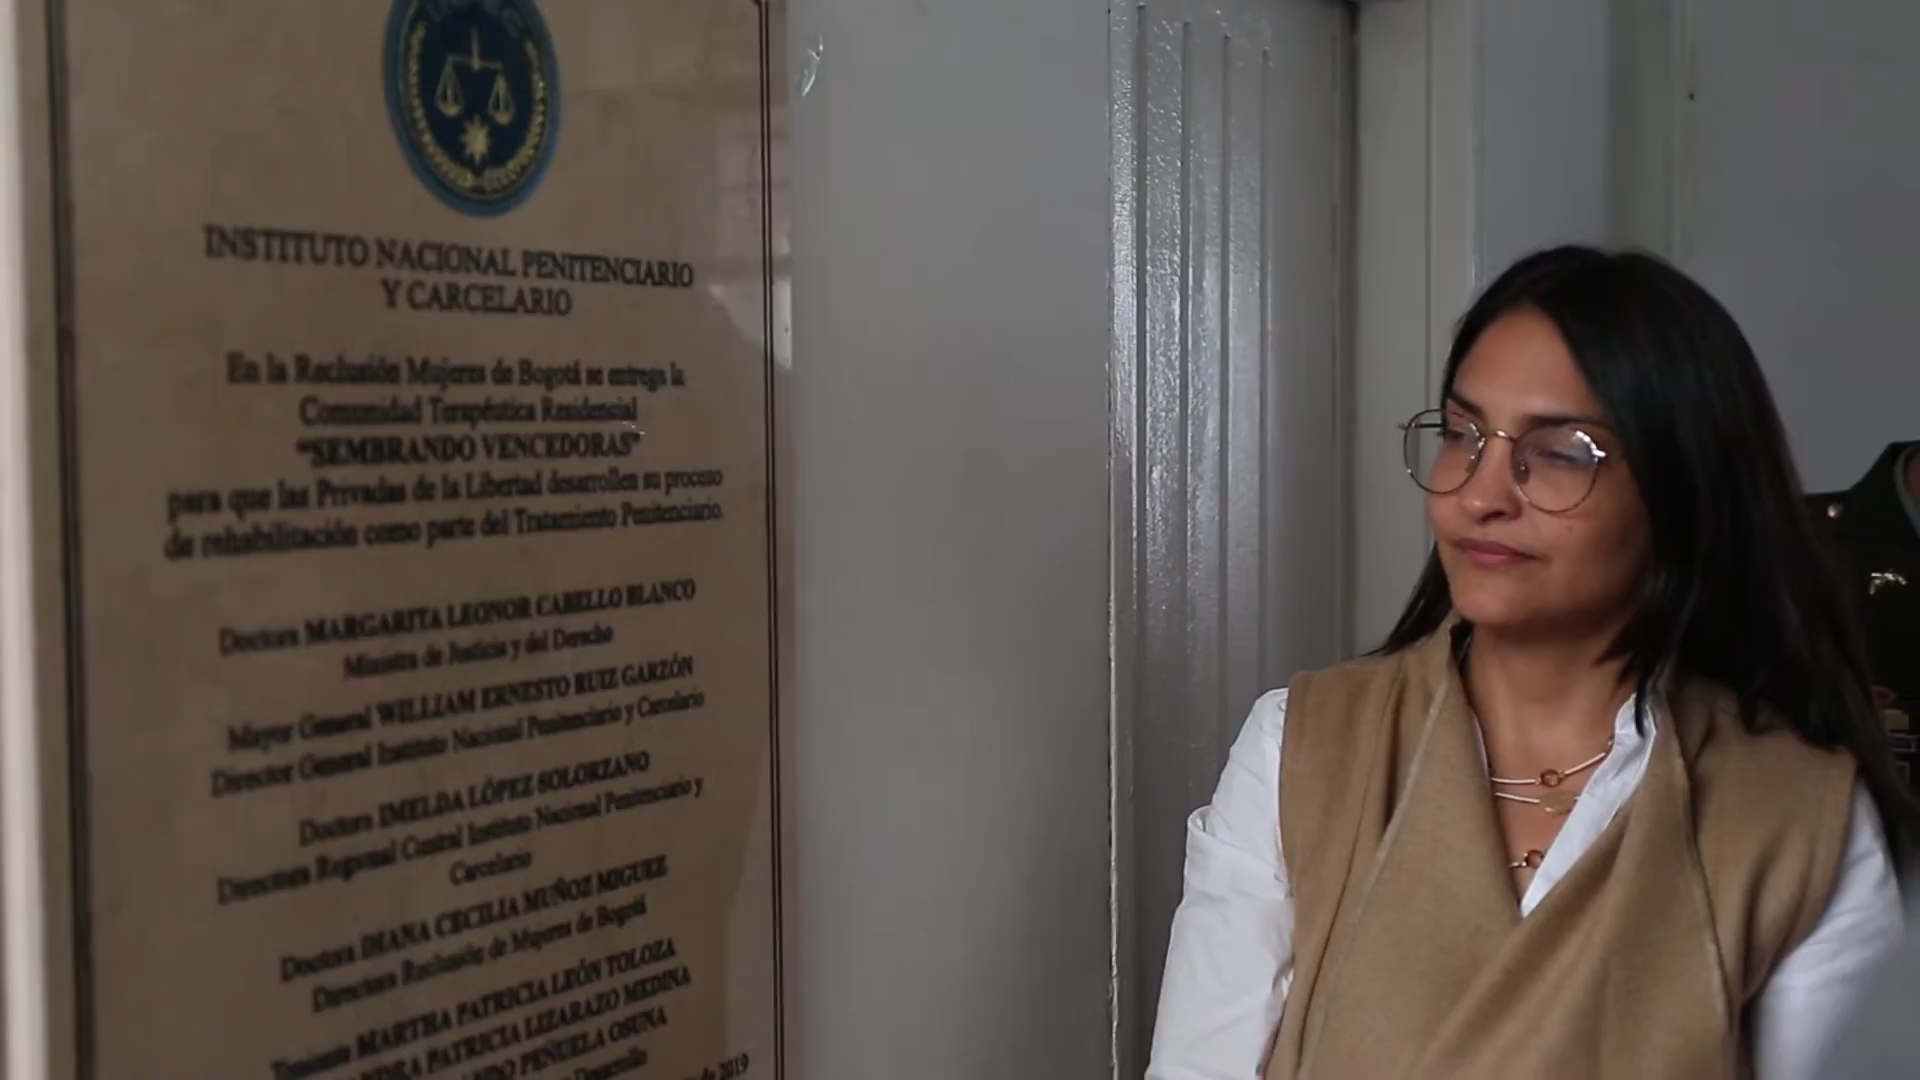 INSTITUTO NACIONAL PENITENCIARIO
Y CARCELARIO
En la Reclusión Mujeres de Bogotá se entrega la
Comunidad Terapéutica Residencial
"SEMBRANDO VENCEDORAS"
para que las Privadas de la Libertad desarrollen su proceso
de rehabilitación como parte del Tratamiento Penitenciario.
Doctora MARGARITA LEONOR CABELLO BLANCO
Ministra de Justicia y del Derecho
Mayor General WILLIAM ERNESTO RUIZ GARZÓN
Director General Instituto Nacional Penitenciario y Carcelario
Doctora IMELDA LÓPEZ SOLORZANO
Directora Regional Central Instituto Nacional Penitenciario y
Carcelario
Doctora DIANA CECILIA MUÑOZ MIGUEZ
Directora Reclusión de Mujeres de Bogotá
Teniente MARTHA PATRICIA LEÓN TOLOZA
PATRICIA LIZARAZO MEDINA
PEÑUELA OSUNA
Desarrollo
de 2019